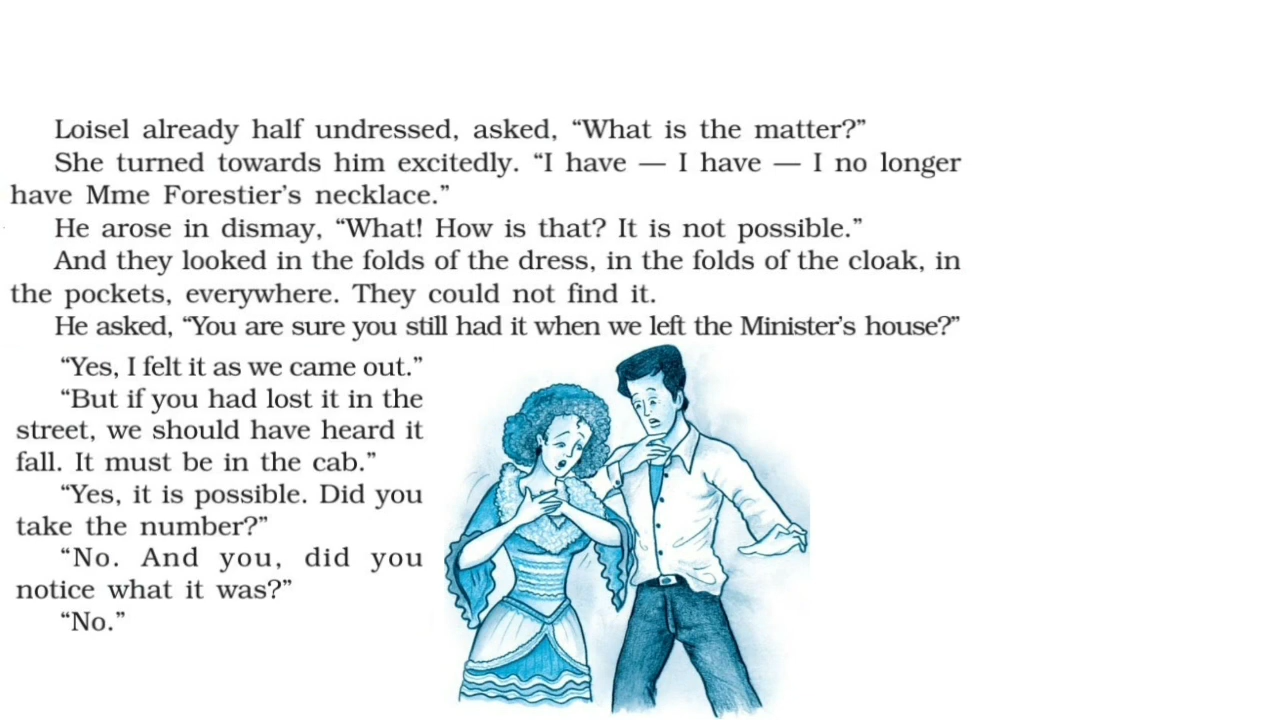 Loisel already half undressed, asked, “What is the matter?”
She turned towards him excitedly. “I have — I have — I no longer
have Mme Forestier’s necklace.”
He arose in dismay, “What! How is that? It is not possible.”
And they looked in the folds of the dress, in the folds of the cloak, in
the pockets, everywhere. They could not find it.
He asked, “You are sure you still had it when we left the Minister’s house?”
“Yes, I felt it as we came out.”
“But if you had lost it in the
street, we should have heard it
fall. It must be in the cab.”
“Yes, it is possible. Did you
take the number?”
“No. And you, did you
notice what it was?”
“No.”